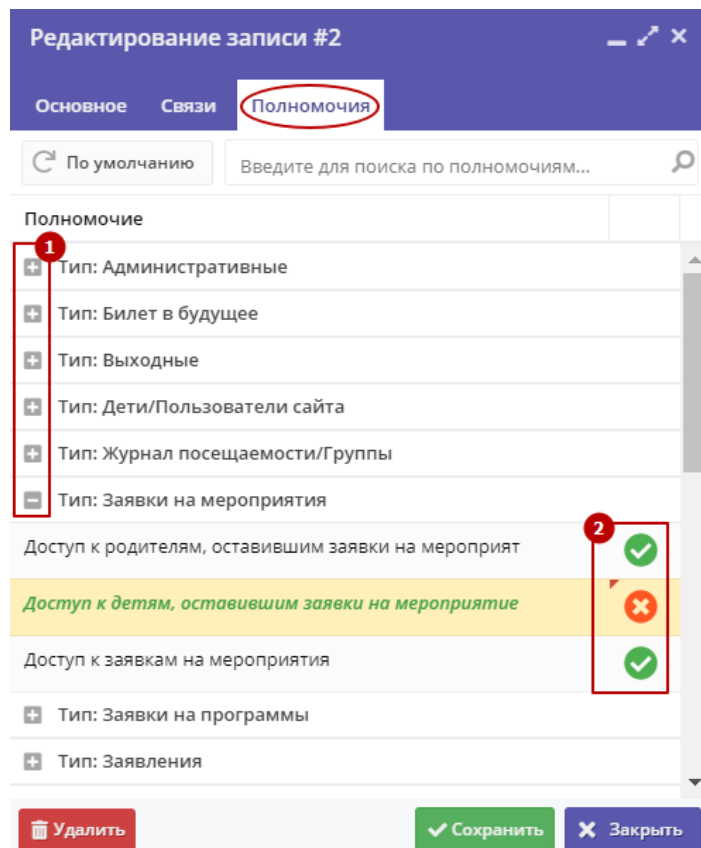 Редактирование записи #2
Основное Связи Полномочия
По умолчанию Введите для поиска по полномочиям...
Полномочие
1
Тип: Административные
Тип: Билет в будущее
Тип: Выходные
Тип: Дети/Пользователи сайта
Тип: Журнал посещаемости/Группы
Тип: Заявки на мероприятия
2
Доступ к родителям, оставившим заявки на мероприят
Доступ к детям, оставившим заявки на мероприятие
Доступ к заявкам на мероприятия
Тип: Заявки на программы
Тип: Заявления
Удалить Сохранить Закрыть